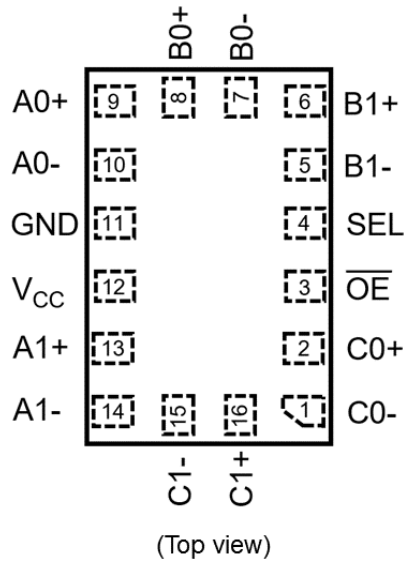 B0+ B0-
A0+ 9 8 7 6 B1+
A0- 10 5 B1-
GND 11 4 SEL
VCC 12 3 OE
A1+ 13 2 C0+
A1- 14 15 16 1 C0-
C1- C1+
(Top view)